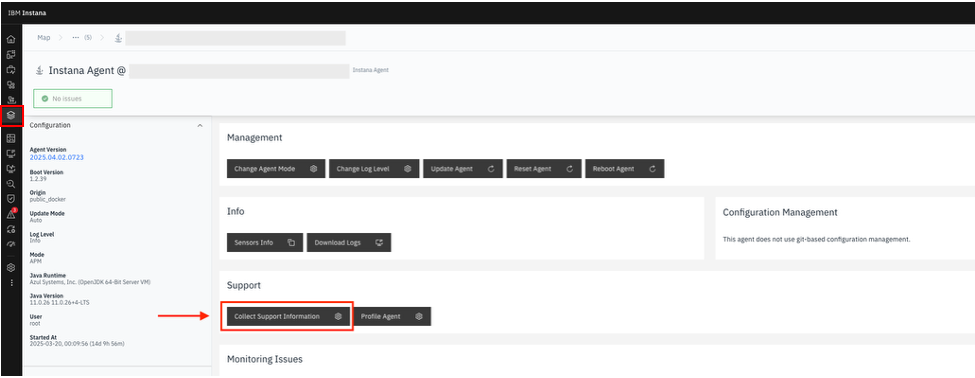 IBM Instana
Map > ... (5) >
Instana Agent @ Instana Agent
No issues
Configuration
Agent Version
2025.04.02.0723
Boot Version
1.2.39
Origin
public_docker
Update Mode
Auto
Log Level
Info
Mode
APM
Java Runtime
Azul Systems, Inc. (OpenJDK 64-Bit Server VM)
Java Version
11.0.26 11.0.26+4-LTS
User
root
Started At
2025-03-20, 00:09:56 (14d 9h 56m)
Management
Change Agent Mode
Change Log Level
Update Agent
Reset Agent
Reboot Agent
Info
Sensors Info
Download Logs
Configuration Management
This agent does not use git-based configuration management.
Support
Collect Support Information
Profile Agent
Monitoring Issues